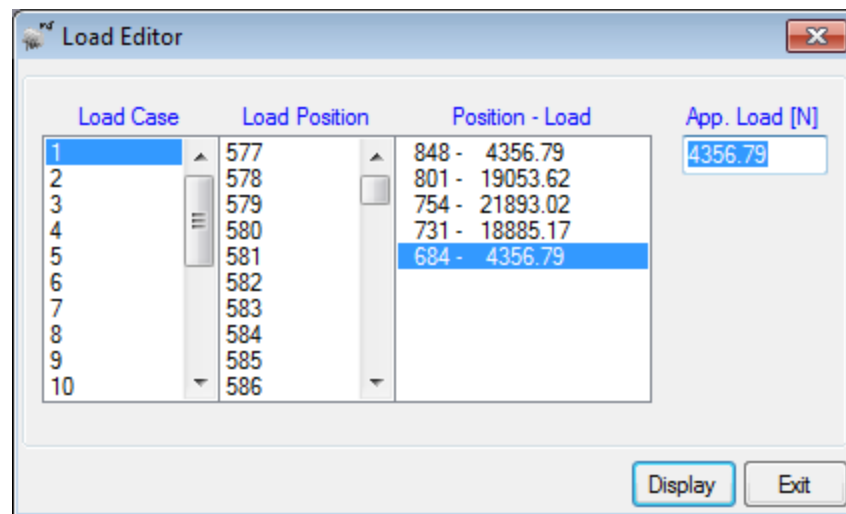 Load Editor
Load Case Load Position Position - Load App. Load [N]
1 577 848 - 4356.79 4356.79
2 578 801 - 19053.62
3 579 754 - 21893.02
4 580 731 - 18885.17
5 581 684 - 4356.79
6 582
7 583
8 584
9 585
10 586
Display Exit